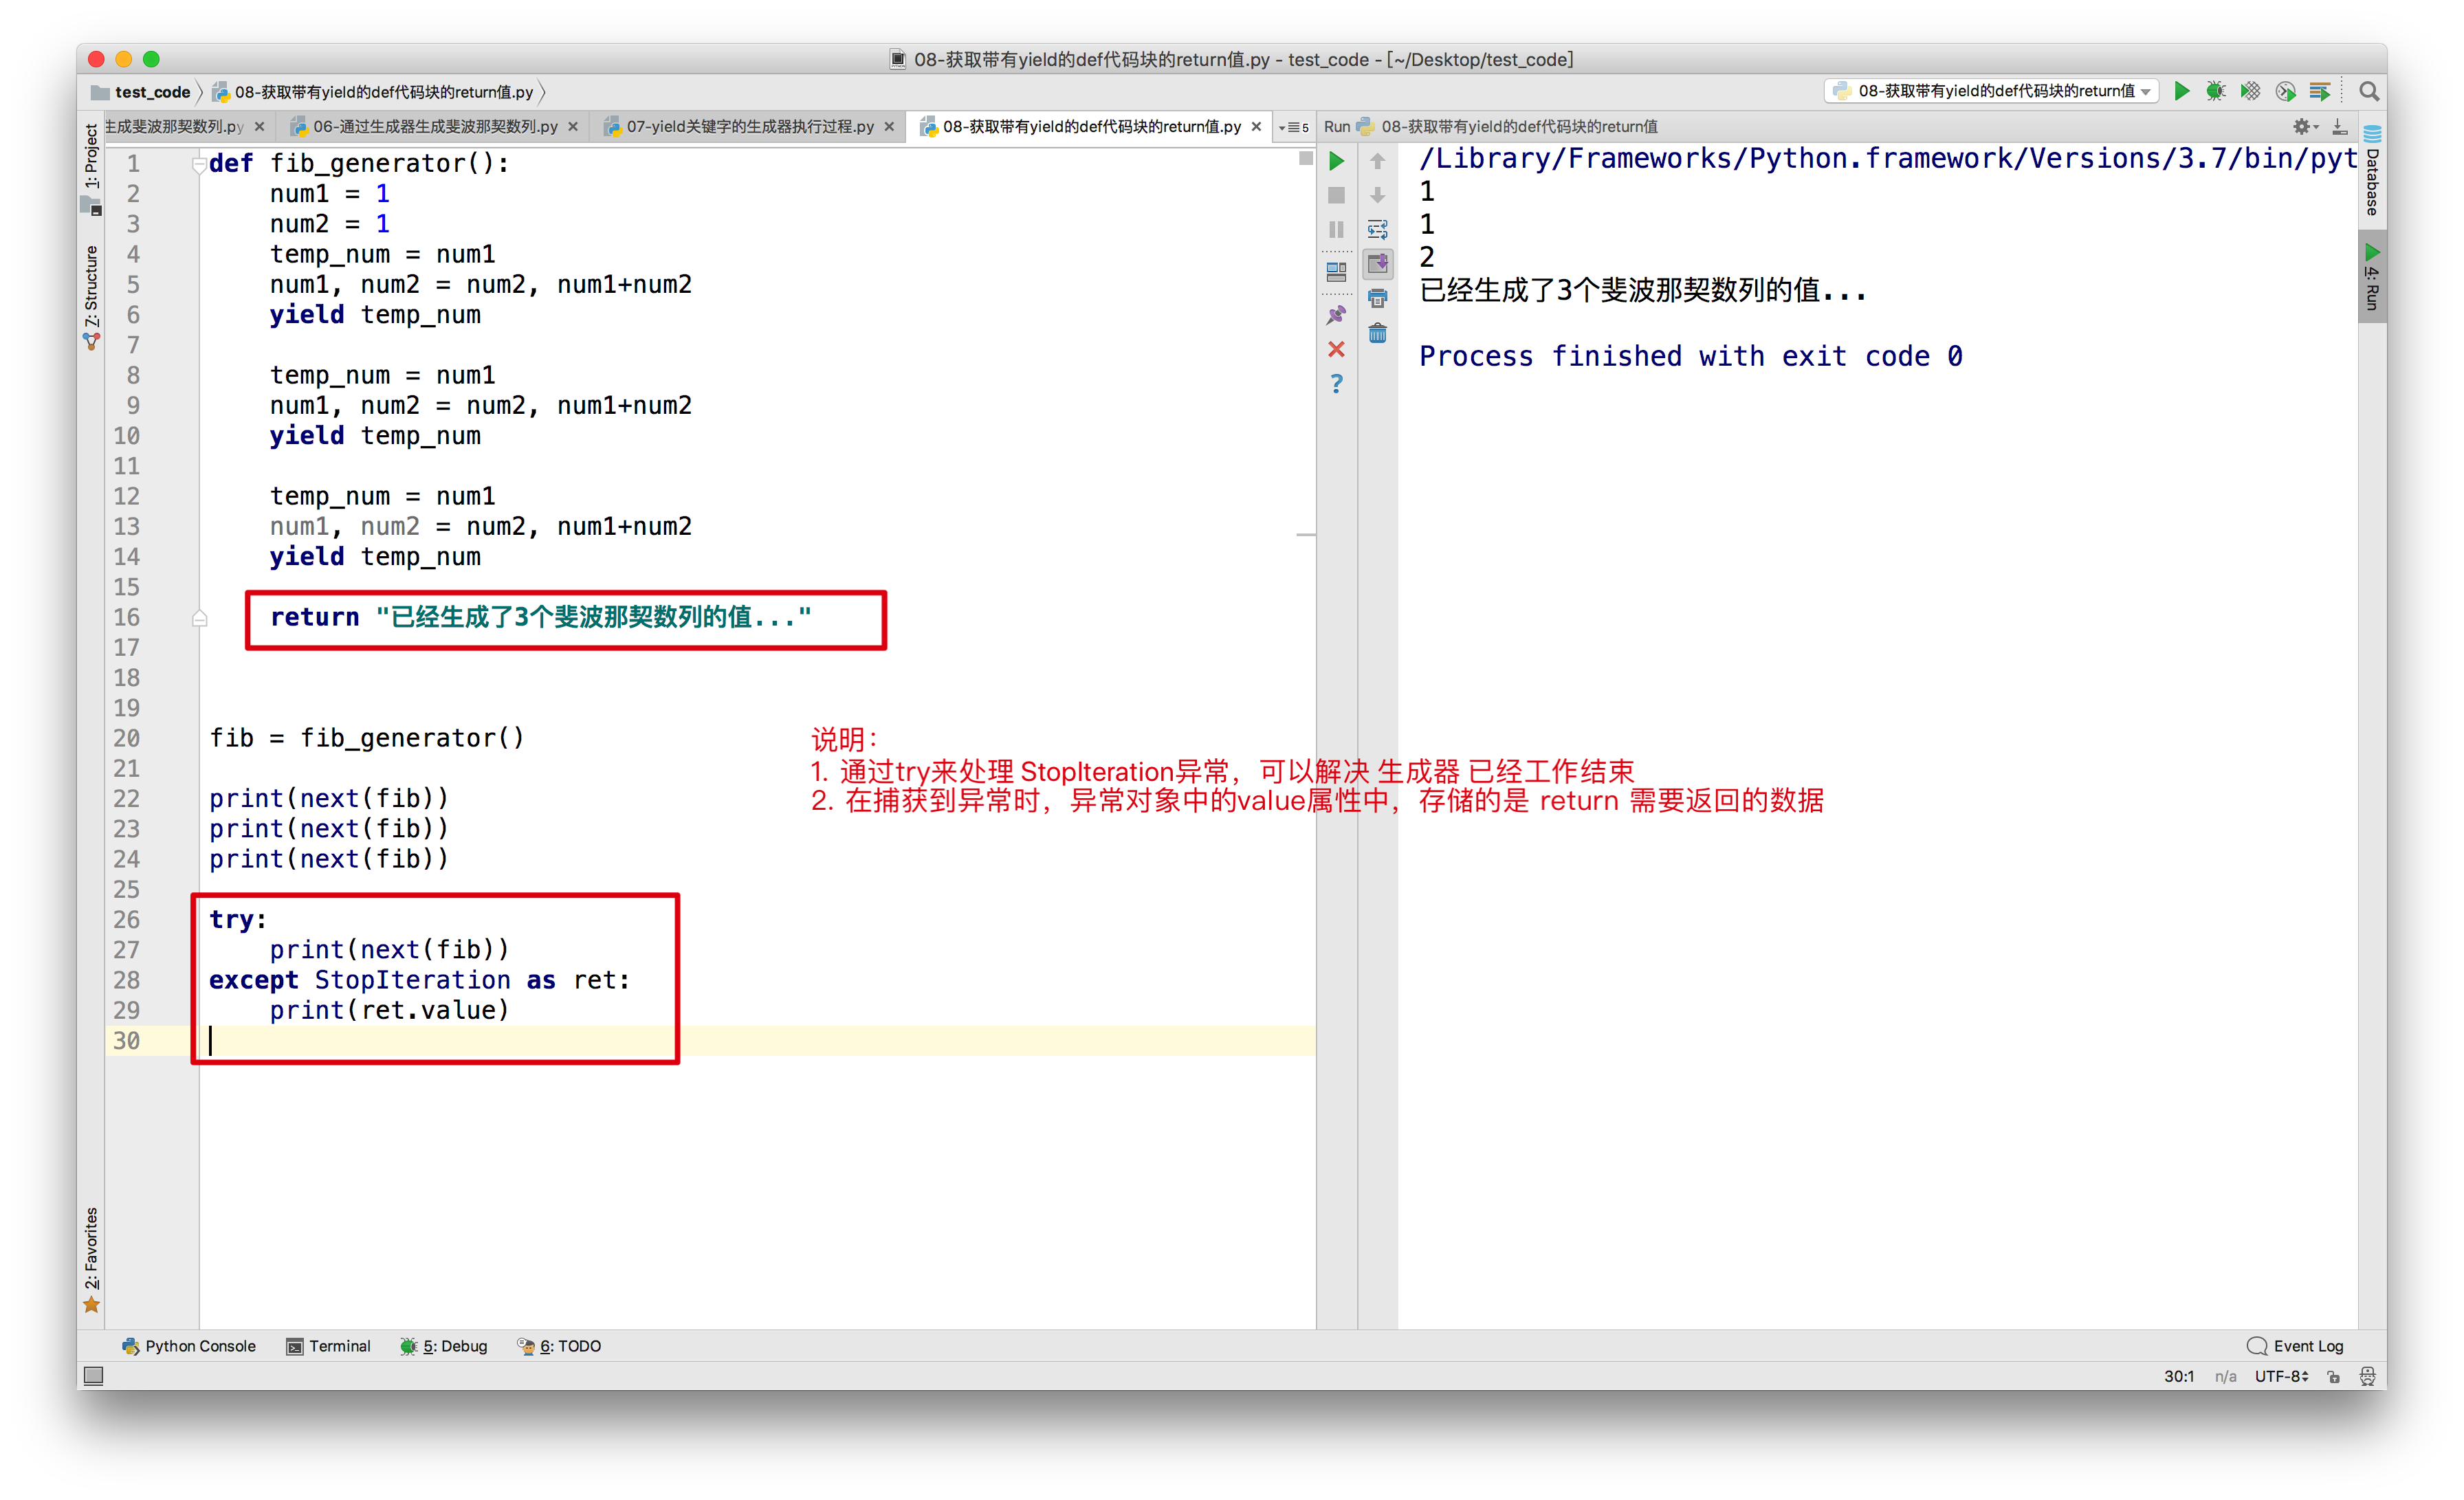 08-获取带有yield的def代码块的return值.py - test_code - [~/Desktop/test_code]
test_code 08-获取带有yield的def代码块的return值.py 08-获取带有yield的def代码块的return值
生成斐波那契数列.py 06-通过生成器生成斐波那契数列.py 07-yield关键字的生成器执行过程.py 08-获取带有yield的def代码块的return值.py 5 Run 08-获取带有yield的def代码块的return值
1: Project
7: Structure
2: Favorites
1 def fib_generator():
2 num1 = 1
3 num2 = 1
4 temp_num = num1
5 num1, num2 = num2, num1+num2
6 yield temp_num
7
8 temp_num = num1
9 num1, num2 = num2, num1+num2
10 yield temp_num
11
12 temp_num = num1
13 num1, num2 = num2, num1+num2
14 yield temp_num
15
16 return "已经生成了3个斐波那契数列的值..."
17
18
19
20 fib = fib_generator()
21
22 print(next(fib))
23 print(next(fib))
24 print(next(fib))
25
26 try:
27 print(next(fib))
28 except StopIteration as ret:
29 print(ret.value)
30
说明：
1. 通过try来处理 StopIteration异常，可以解决 生成器 已经工作结束
2. 在捕获到异常时，异常对象中的value属性中，存储的是 return 需要返回的数据
/Library/Frameworks/Python.framework/Versions/3.7/bin/pyt
1
1
2
已经生成了3个斐波那契数列的值...
Process finished with exit code 0
Database
4: Run
Python Console Terminal 5: Debug 6: TODO Event Log
30:1 n/a UTF-8